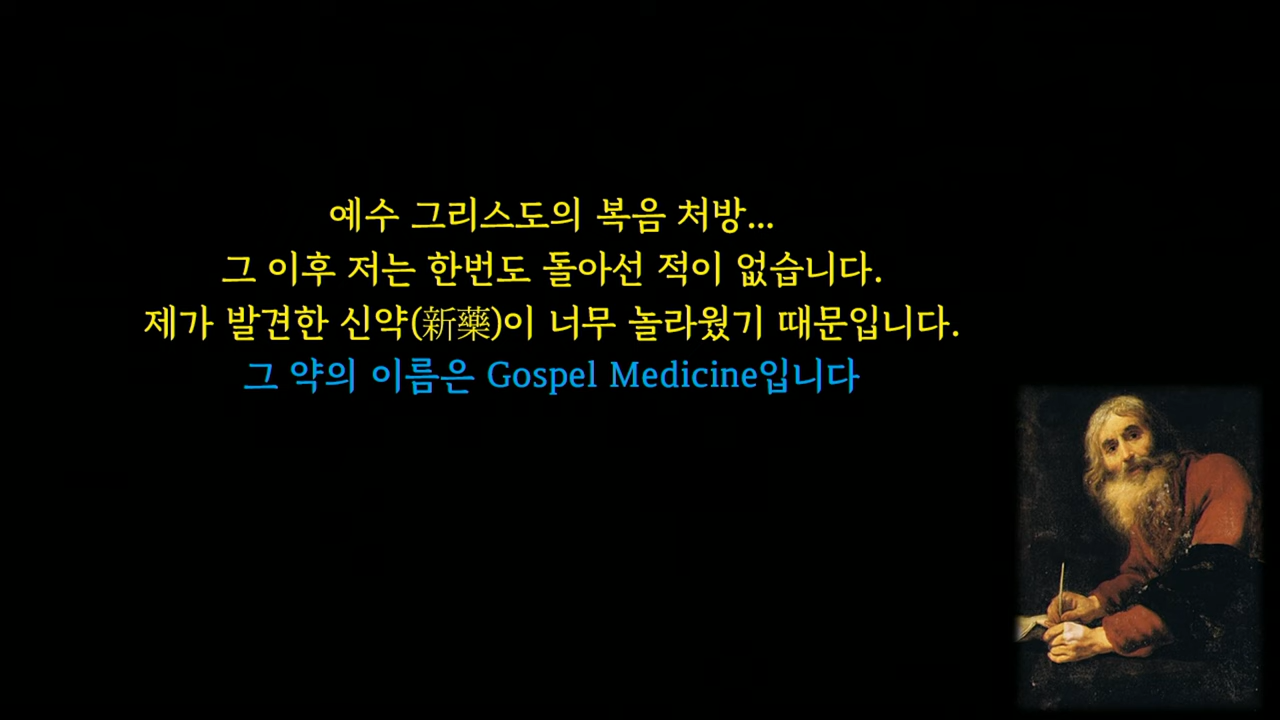 예수 그리스도의 복음 처방...
그 이후 저는 한번도 돌아선 적이 없습니다.
제가 발견한 신약(新藥)이 너무 놀라웠기 때문입니다.
그 약의 이름은 Gospel Medicine입니다